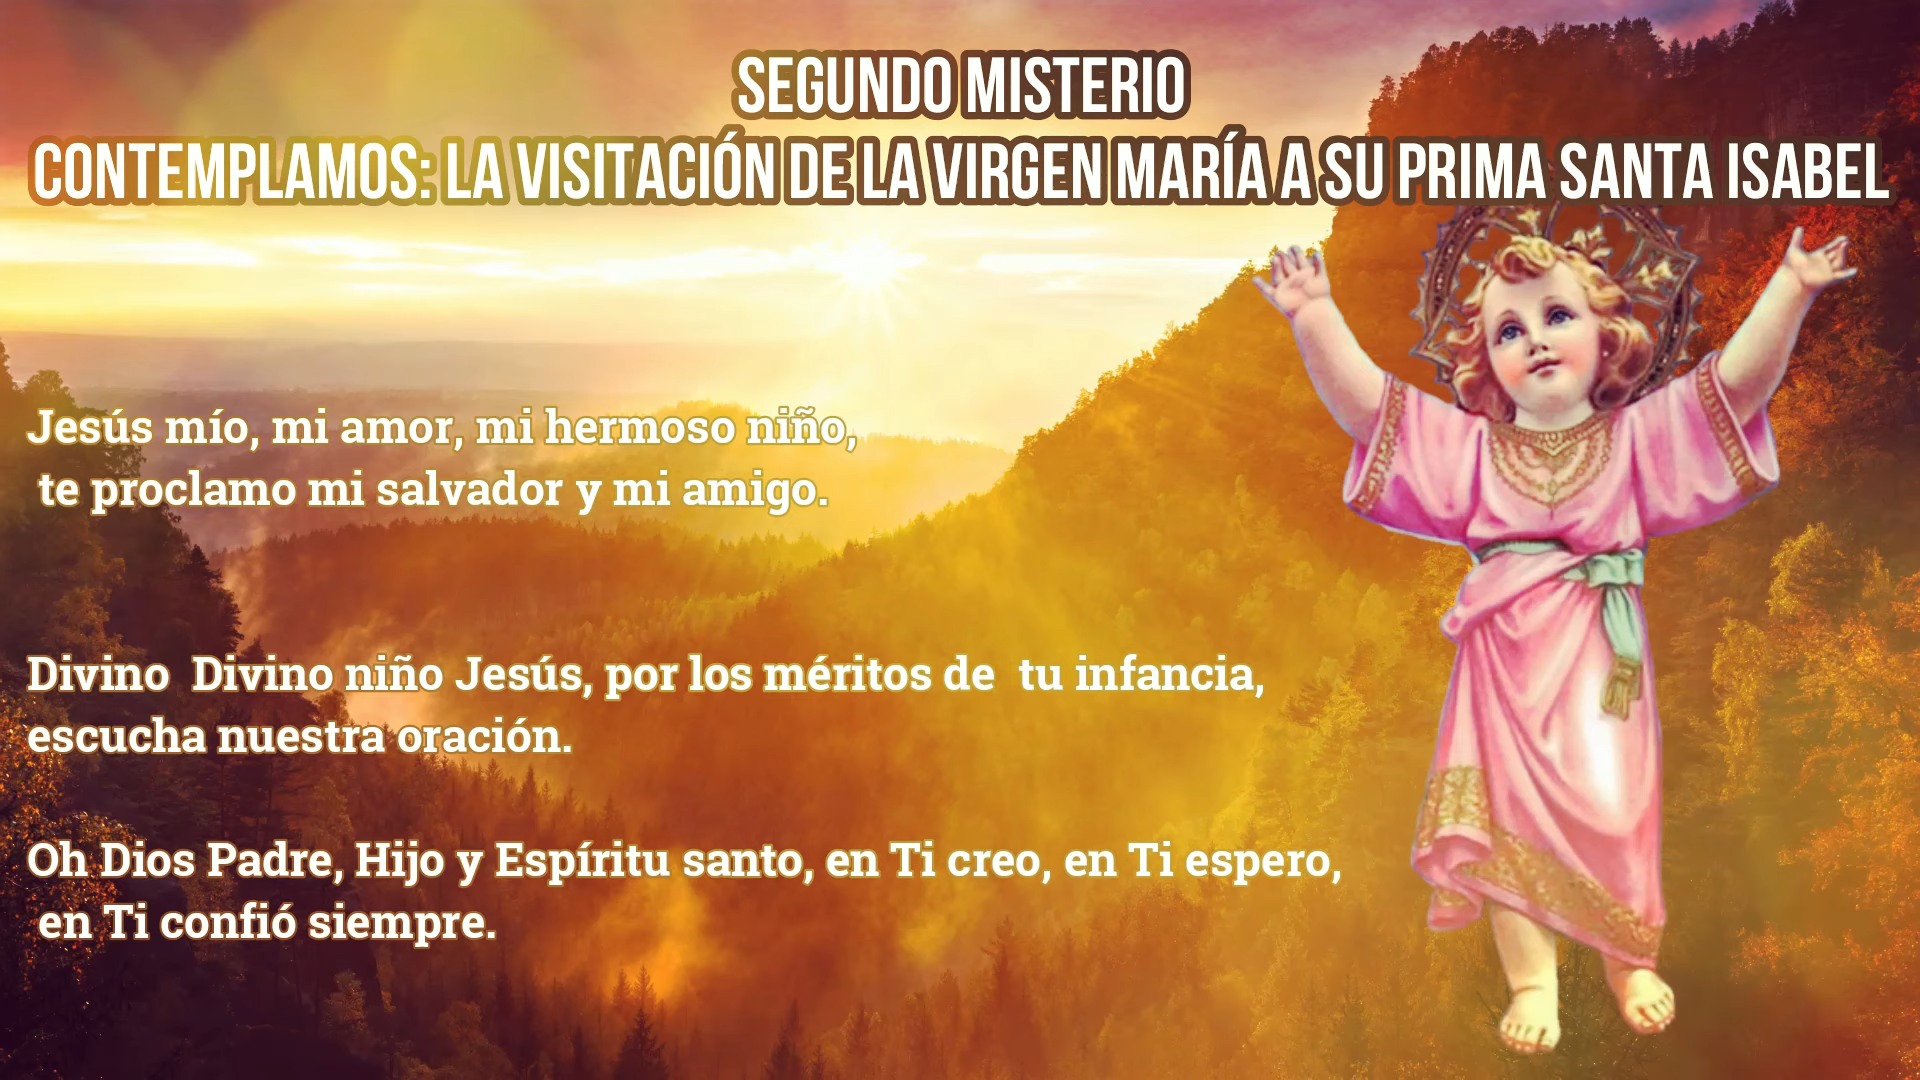 SEGUNDO MISTERIO
CONTEMPLAMOS: LA VISITACIÓN DE LA VIRGEN MARÍA A SU PRIMA SANTA ISABEL
Jesús mío, mi amor, mi hermoso niño,
te proclamo mi salvador y mi amigo.
Divino Divino niño Jesús, por los méritos de tu infancia,
escucha nuestra oración.
Oh Dios Padre, Hijo y Espíritu santo, en Ti creo, en Ti espero,
en Ti confió siempre.